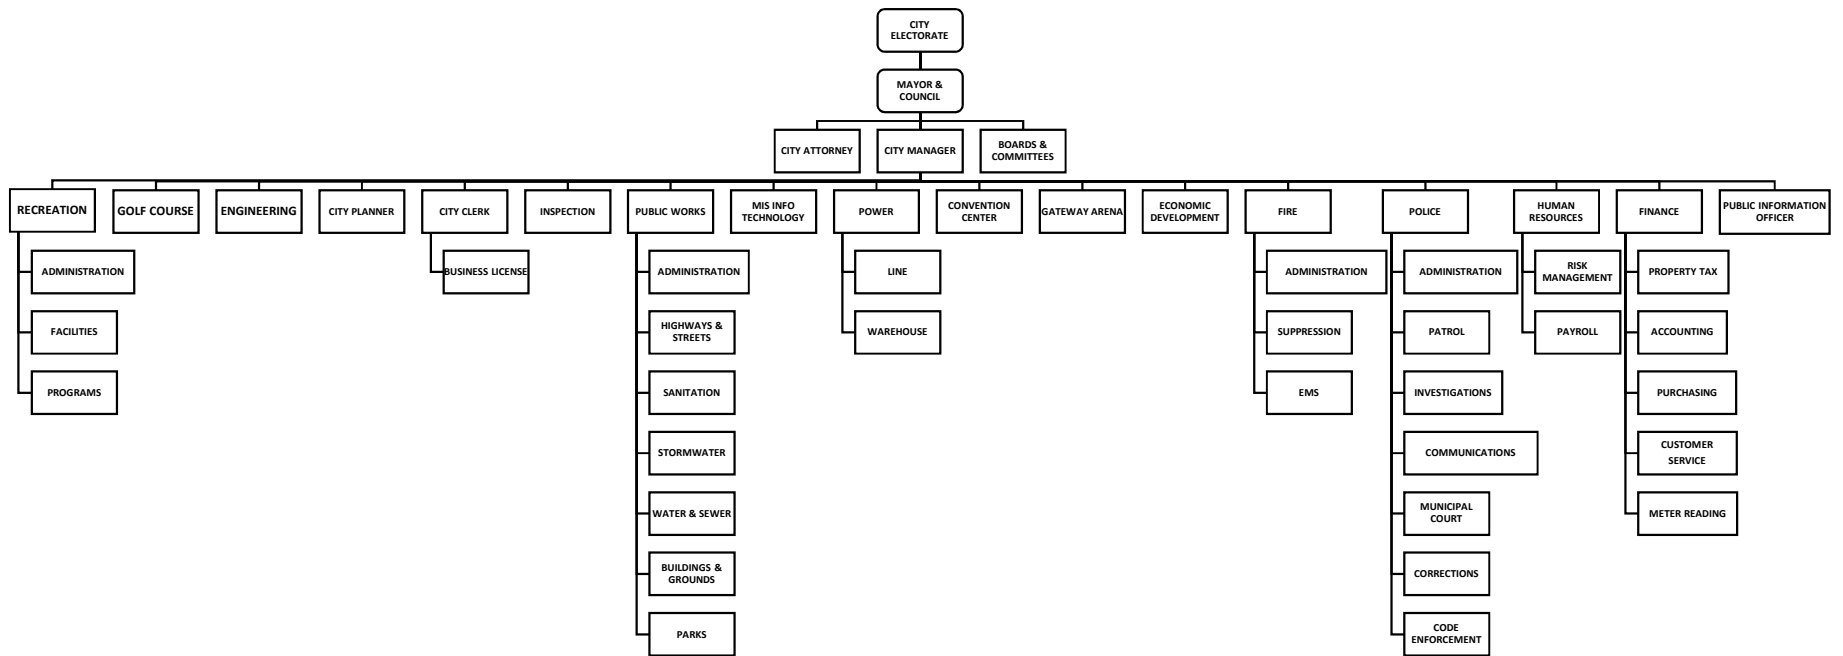 CITY
ELECTORATE
MAYOR &
COUNCIL
CITY ATTORNEY
CITY MANAGER
BOARDS &
COMMITTEES
RECREATION
GOLF COURSE
ENGINEERING
CITY PLANNER
CITY CLERK
INSPECTION
PUBLIC WORKS
MIS INFO
TECHNOLOGY
POWER
CONVENTION
CENTER
GATEWAY ARENA
ECONOMIC
DEVELOPMENT
FIRE
POLICE
HUMAN
RESOURCES
FINANCE
PUBLIC INFORMATION
OFFICER
ADMINISTRATION
FACILITIES
PROGRAMS
BUSINESS LICENSE
ADMINISTRATION
HIGHWAYS &
STREETS
SANITATION
STORMWATER
WATER & SEWER
BUILDINGS &
GROUNDS
PARKS
LINE
WAREHOUSE
ADMINISTRATION
SUPPRESSION
EMS
ADMINISTRATION
PATROL
INVESTIGATIONS
COMMUNICATIONS
MUNICIPAL
COURT
CORRECTIONS
CODE
ENFORCEMENT
RISK
MANAGEMENT
PAYROLL
PROPERTY TAX
ACCOUNTING
PURCHASING
CUSTOMER
SERVICE
METER READING